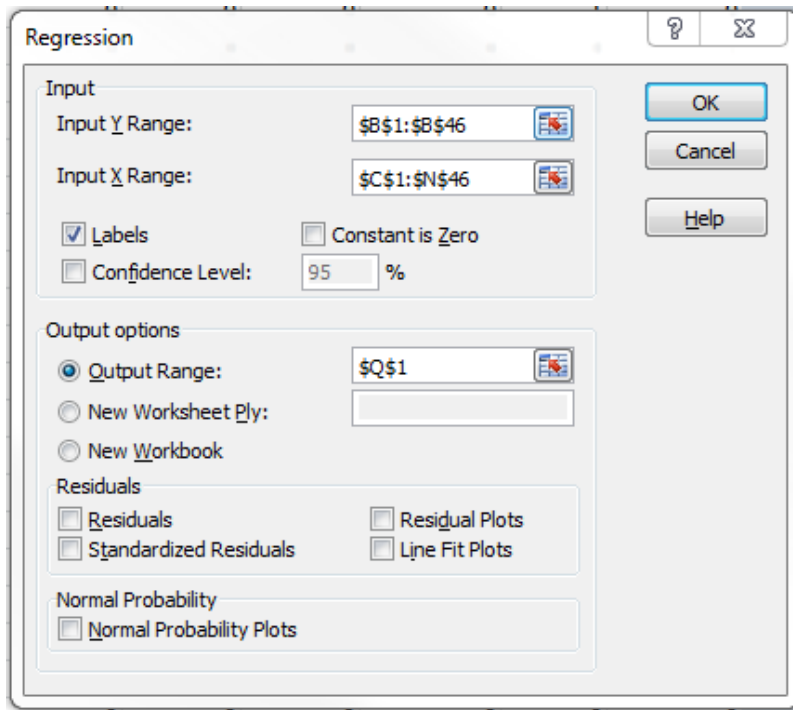 Regression
?
Input
Input Y Range:
$B$1:$B$46
OK
Input X Range:
$C$1:$N$46
Cancel
Labels
Constant is Zero
Help
Confidence Level:
95
%
Output options
Output Range:
$Q$1
New Worksheet Ply:
New Workbook
Residuals
Residuals
Residual Plots
Standardized Residuals
Line Fit Plots
Normal Probability
Normal Probability Plots